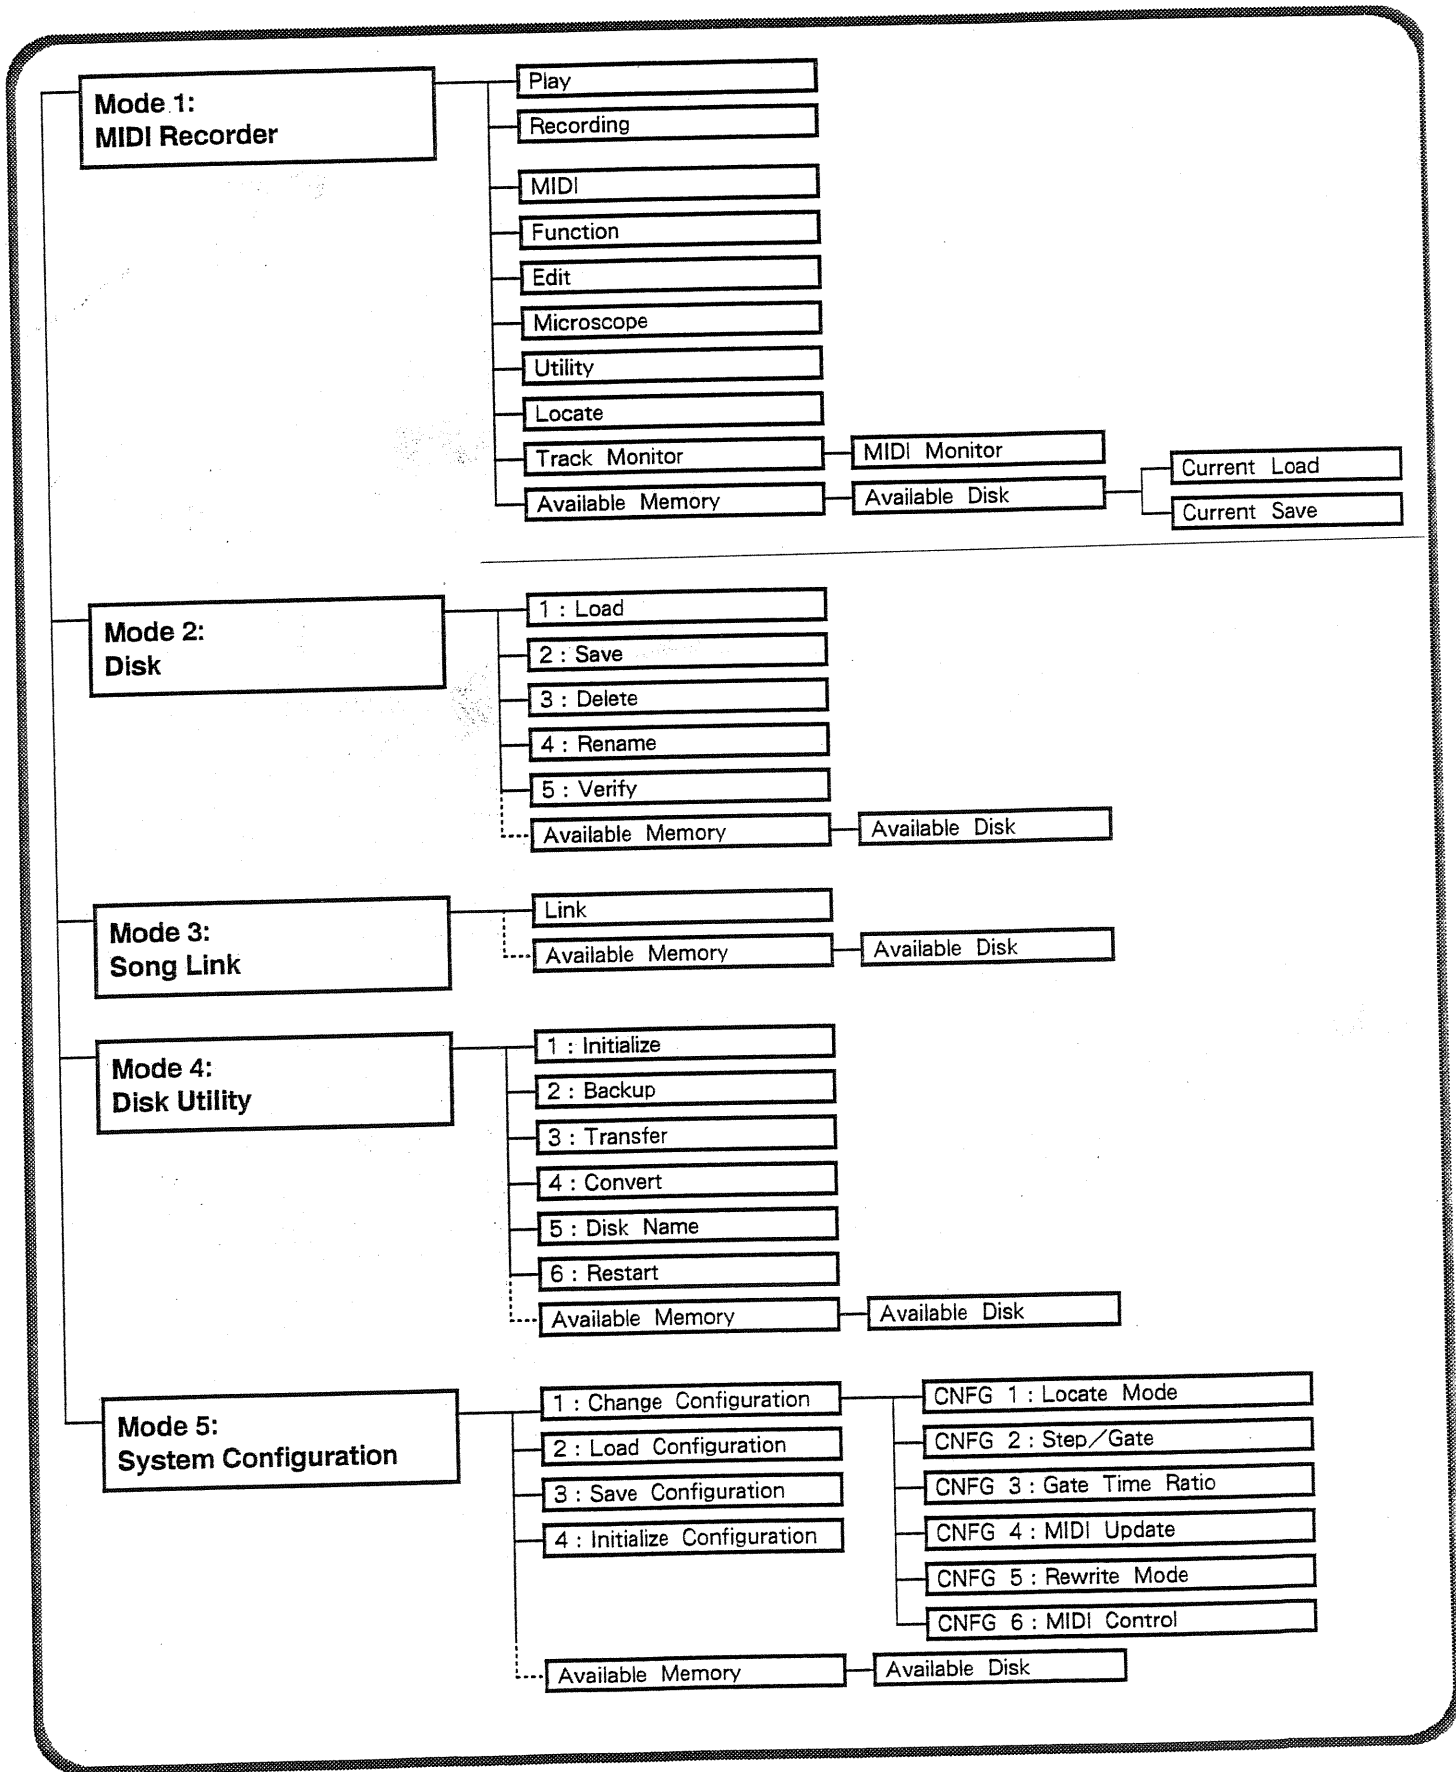 Mode 1:
MIDI Recorder
Play
Recording
MIDI
Function
Edit
Microscope
Utility
Locate
Track Monitor
MIDI Monitor
Available Memory
Available Disk
Current Load
Current Save
Mode 2:
Disk
1 : Load
2 : Save
3 : Delete
4 : Rename
5 : Verify
Available Memory
Available Disk
Mode 3:
Song Link
Link
Available Memory
Available Disk
Mode 4:
Disk Utility
1 : Initialize
2 : Backup
3 : Transfer
4 : Convert
5 : Disk Name
6 : Restart
Available Memory
Available Disk
Mode 5:
System Configuration
1 : Change Configuration
2 : Load Configuration
3 : Save Configuration
4 : Initialize Configuration
CNFG 1 : Locate Mode
CNFG 2 : Step／Gate
CNFG 3 : Gate Time Ratio
CNFG 4 : MIDI Update
CNFG 5 : Rewrite Mode
CNFG 6 : MIDI Control
Available Memory
Available Disk